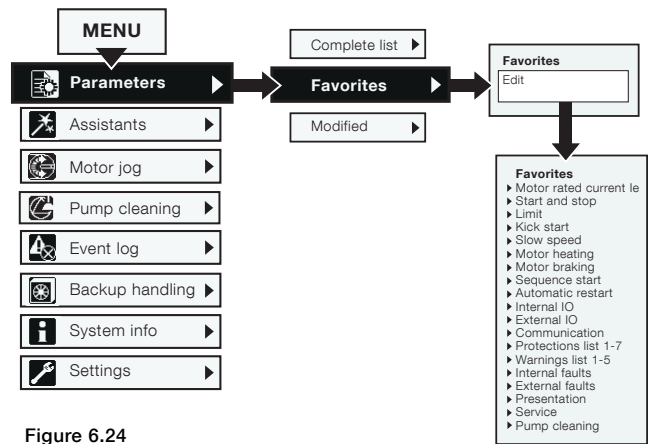 MENU
Parameters
Assistants
Motor jog
Pump cleaning
Event log
Backup handling
System info
Settings
Complete list
Favorites
Modified
Favorites
Edit
Favorites
Motor rated current Ie
Start and stop
Limit
Kick start
Slow speed
Motor heating
Motor braking
Sequence start
Automatic restart
Internal IO
External IO
Communication
Protections list 1-7
Warnings list 1-5
Internal faults
External faults
Presentation
Service
Pump cleaning
Figure 6.24